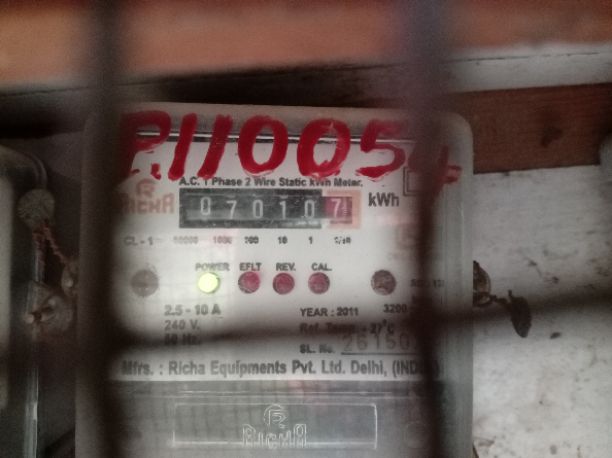 P.110054
A.C. 1 Phase 2 Wire Static kWh Meter.
RICHA
070107 kWh
CL - 1 10000 1000 100 10 1 1/10
POWER EFLT REV. CAL.
2.5 - 10 A YEAR : 2011 3200
240 V. Ref. Temp. - 27°C
50 Hz. SL. No. 26150
Mfrs. : Richa Equipments Pvt. Ltd. Delhi,
RICHA